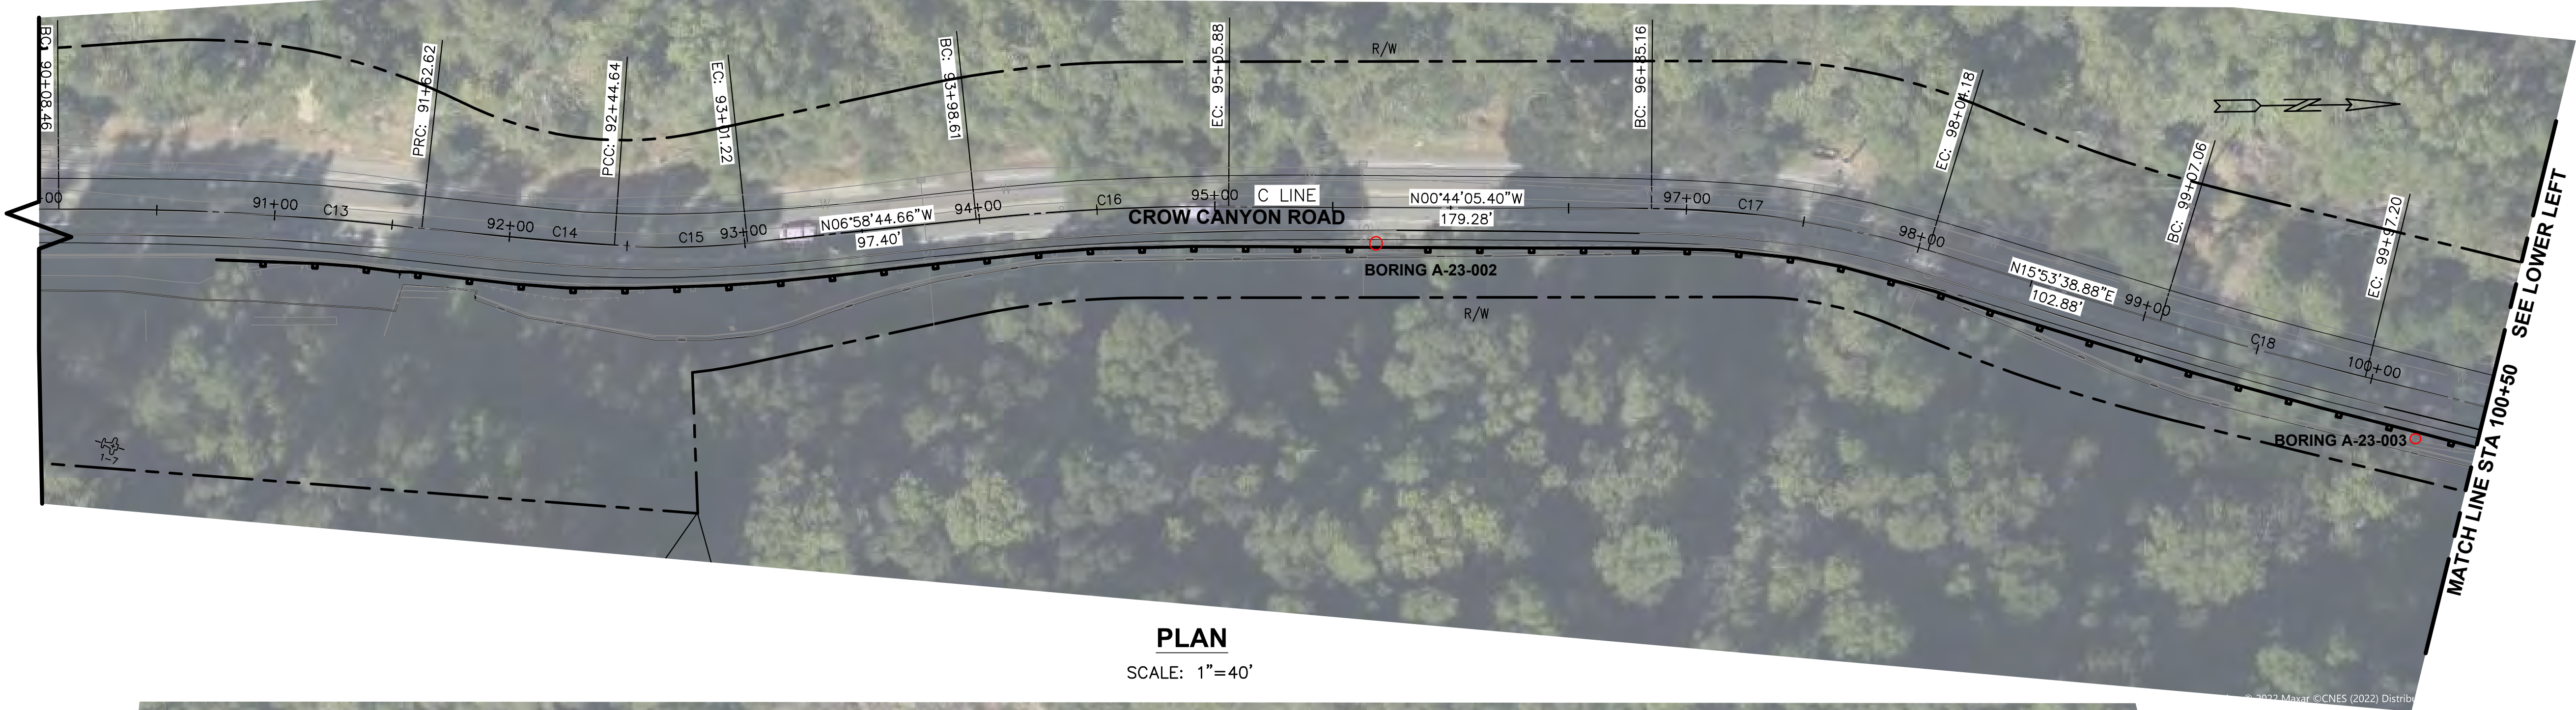 BC: 90+08.46
PRC: 91+62.62
PCC: 92+44.64
EC: 93+01.22
BC: 93+98.61
EC: 95+05.88
R/W
BC: 96+85.16
EC: 98+04.18
BC: 99+07.06
EC: 99+97.20
+00
91+00
C13
92+00
C14
C15
93+00
N06°58'44.66"W
97.40'
94+00
C16
95+00
C LINE
CROW CANYON ROAD
N00°44'05.40"W
179.28'
97+00
C17
98+00
N15°53'38.88"E
102.88'
99+00
C18
100+00
BORING A-23-002
R/W
BORING A-23-003
1-7
MATCH LINE STA 100+50 SEE LOWER LEFT
PLAN
SCALE: 1"=40'
2022 Maxar ©CNES (2022) Distribu